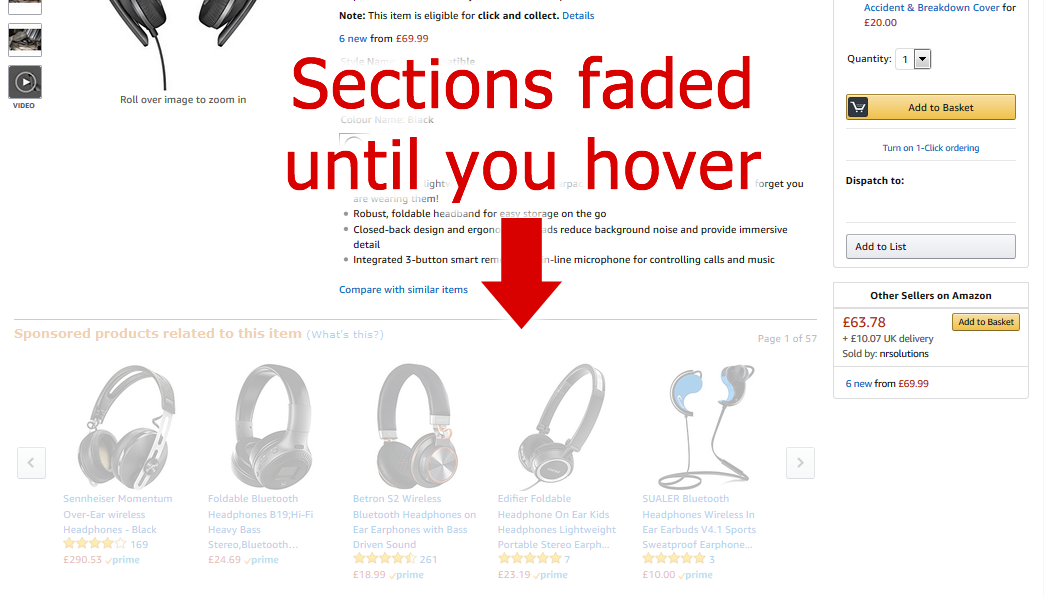 Note: This item is eligible for click and collect. Details
6 new from £69.99
Style Name
tible
Sections faded
Colour Name: Black
until you hover
lightw
forget you
are wearing them!
Robust, foldable headband for easy storage on the go
Closed-back design and ergono ads reduce background noise and provide immersive
detail
Integrated 3-button smart rem in-line microphone for controlling calls and music
Compare with similar items
VIDEO
Roll over image to zoom in
Accident & Breakdown Cover for
£20.00
Quantity: 1
Add to Basket
Turn on 1-Click ordering
Dispatch to:
Add to List
Other Sellers on Amazon
£63.78 Add to Basket
+ £10.07 UK delivery
Sold by: nrsolutions
6 new from £69.99
Sponsored products related to this item (What's this?)
Page 1 of 57
Sennheiser Momentum
Over-Ear wireless
Headphones - Black
169
£290.53 prime
Foldable Bluetooth
Headphones B19;Hi-Fi
Heavy Bass
Stereo,Bluetooth...
£24.69 prime
Betron S2 Wireless
Bluetooth Headphones on
Ear Earphones with Bass
Driven Sound
261
£18.99 prime
Edifier Foldable
Headphone On Ear Kids
Headphones Lightweight
Portable Stereo Earph...
7
£23.19 prime
SUALER Bluetooth
Headphones Wireless In
Ear Earbuds V4.1 Sports
Sweatproof Earphone...
3
£10.00 prime